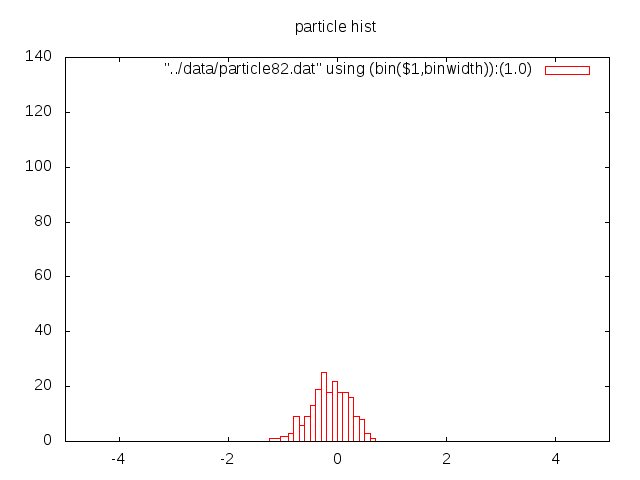 particle hist
"../data/particle82.dat" using (bin($1,binwidth)):(1.0)
140
120
100
80
60
40
20
0
-4 -2 0 2 4